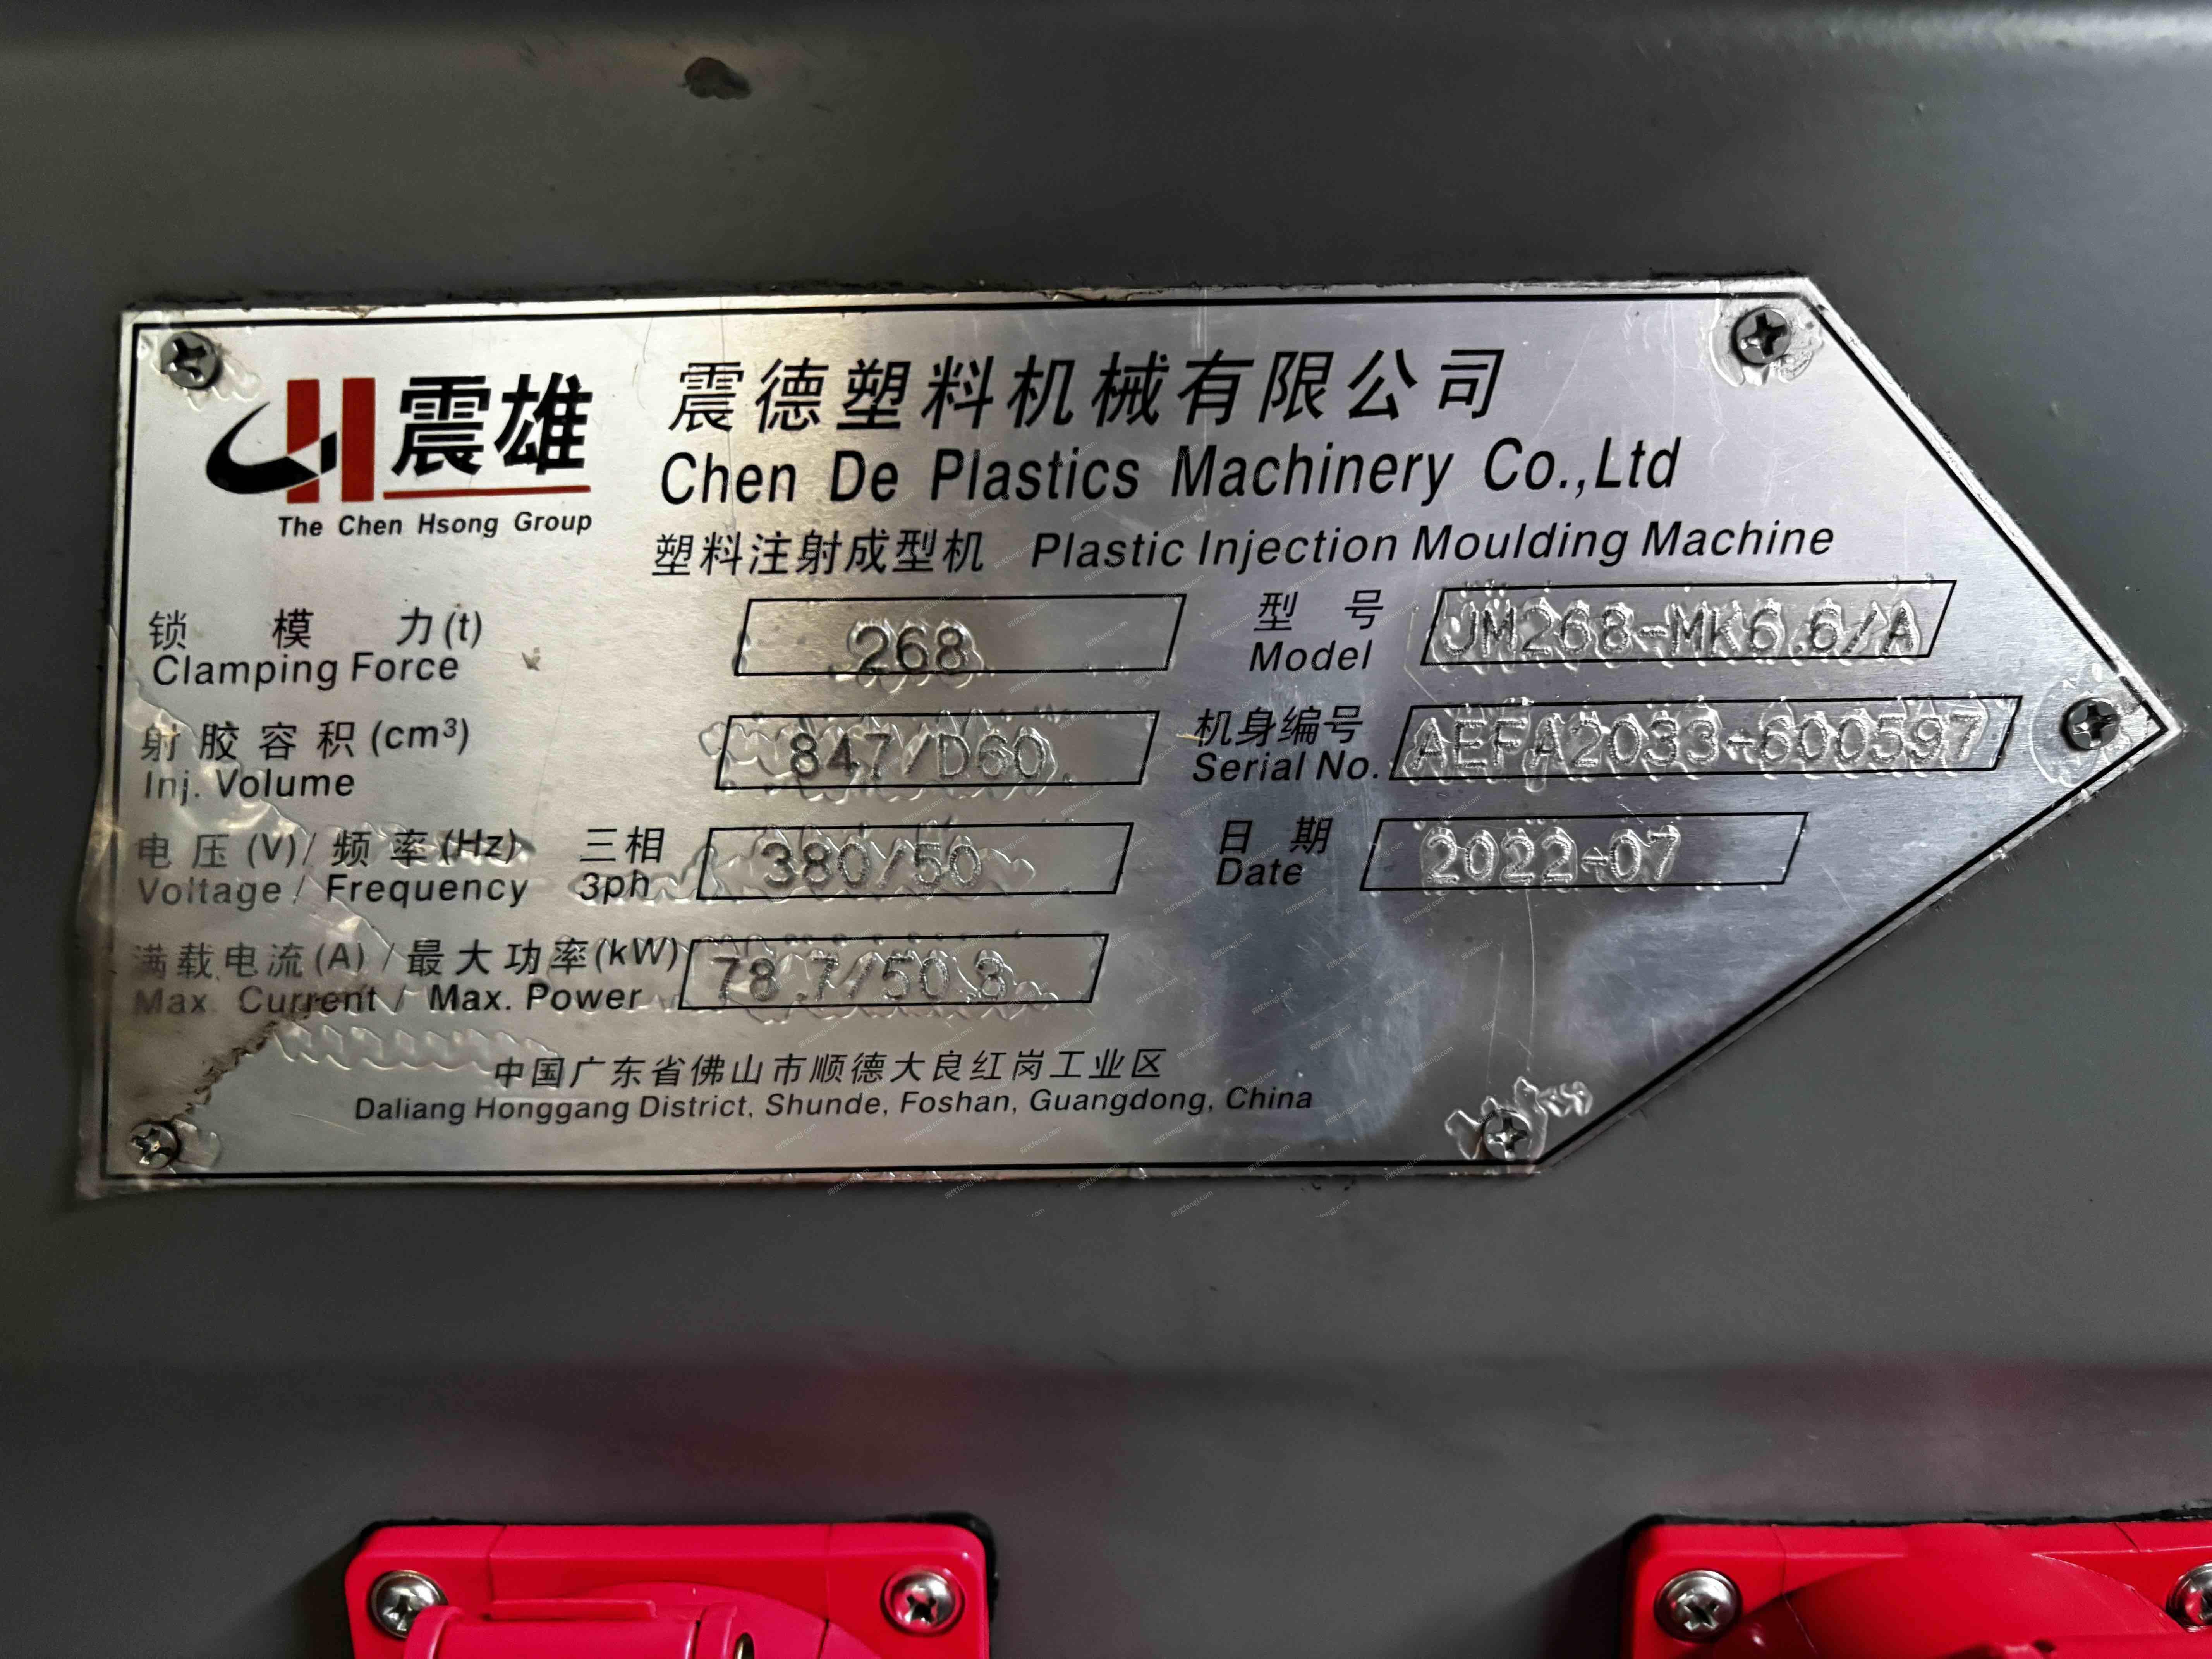 震雄
The Chen Hsong Group
震德塑料机械有限公司
Chen De Plastics Machinery Co.,Ltd
塑料注射成型机 Plastic Injection Moulding Machine
锁模力(t) 268
Clamping Force
型号 JM268-MK6.6/A
Model
射胶容积(cm³) 847/D60
Inj. Volume
机身编号 AEFA2033-600597
Serial No.
电压(V)/频率(Hz) 三相 380/50
Voltage/Frequency 3ph
日期 2022-07
Date
满载电流(A)/最大功率(kW) 78.7/50.8
Max. Current / Max. Power
中国广东省佛山市顺德大良红岗工业区
Daliang Honggang District, Shunde, Foshan, Guangdong, China